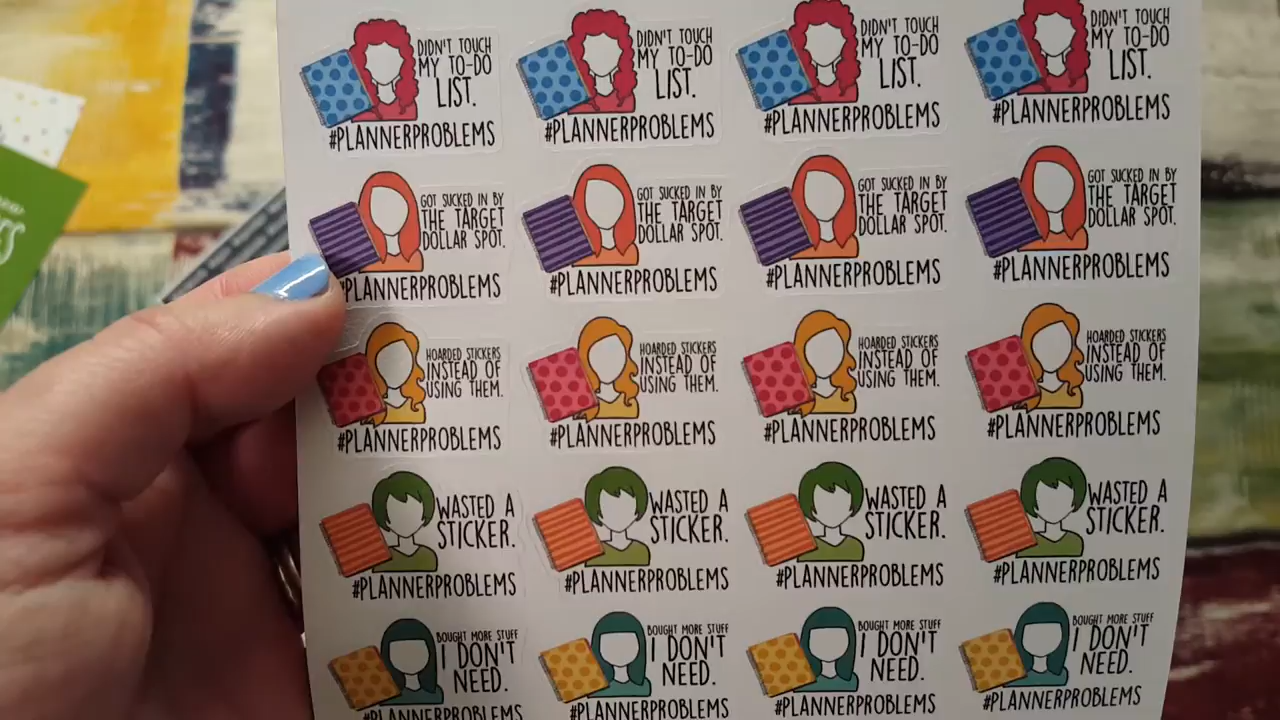 DIDN'T TOUCH
MY TO-DO
LIST.
#PLANNERPROBLEMS
DIDN'T TOUCH
MY TO-DO
LIST.
#PLANNERPROBLEMS
DIDN'T TOUCH
MY TO-DO
LIST.
#PLANNERPROBLEMS
DIDN'T TOUCH
MY TO-DO
LIST.
#PLANNERPROBLEMS
GOT SUCKED IN BY
THE TARGET
DOLLAR SPOT.
#PLANNERPROBLEMS
GOT SUCKED IN BY
THE TARGET
DOLLAR SPOT.
#PLANNERPROBLEMS
GOT SUCKED IN BY
THE TARGET
DOLLAR SPOT.
#PLANNERPROBLEMS
GOT SUCKED IN BY
THE TARGET
DOLLAR SPOT.
#PLANNERPROBLEMS
HOARDED STICKERS
INSTEAD OF
USING THEM.
#PLANNERPROBLEMS
HOARDED STICKERS
INSTEAD OF
USING THEM.
#PLANNERPROBLEMS
HOARDED STICKERS
INSTEAD OF
USING THEM.
#PLANNERPROBLEMS
HOARDED STICKERS
INSTEAD OF
USING THEM.
#PLANNERPROBLEMS
WASTED A
STICKER.
#PLANNERPROBLEMS
WASTED A
STICKER.
#PLANNERPROBLEMS
WASTED A
STICKER.
#PLANNERPROBLEMS
WASTED A
STICKER.
#PLANNERPROBLEMS
BOUGHT MORE STUFF
I DON'T
NEED.
#PLANNERPROBLEMS
BOUGHT MORE STUFF
I DON'T
NEED.
#PLANNERPROBLEMS
BOUGHT MORE STUFF
I DON'T
NEED.
#PLANNERPROBLEMS
BOUGHT MORE STUFF
I DON'T
NEED.
#PLANNERPROBLEMS